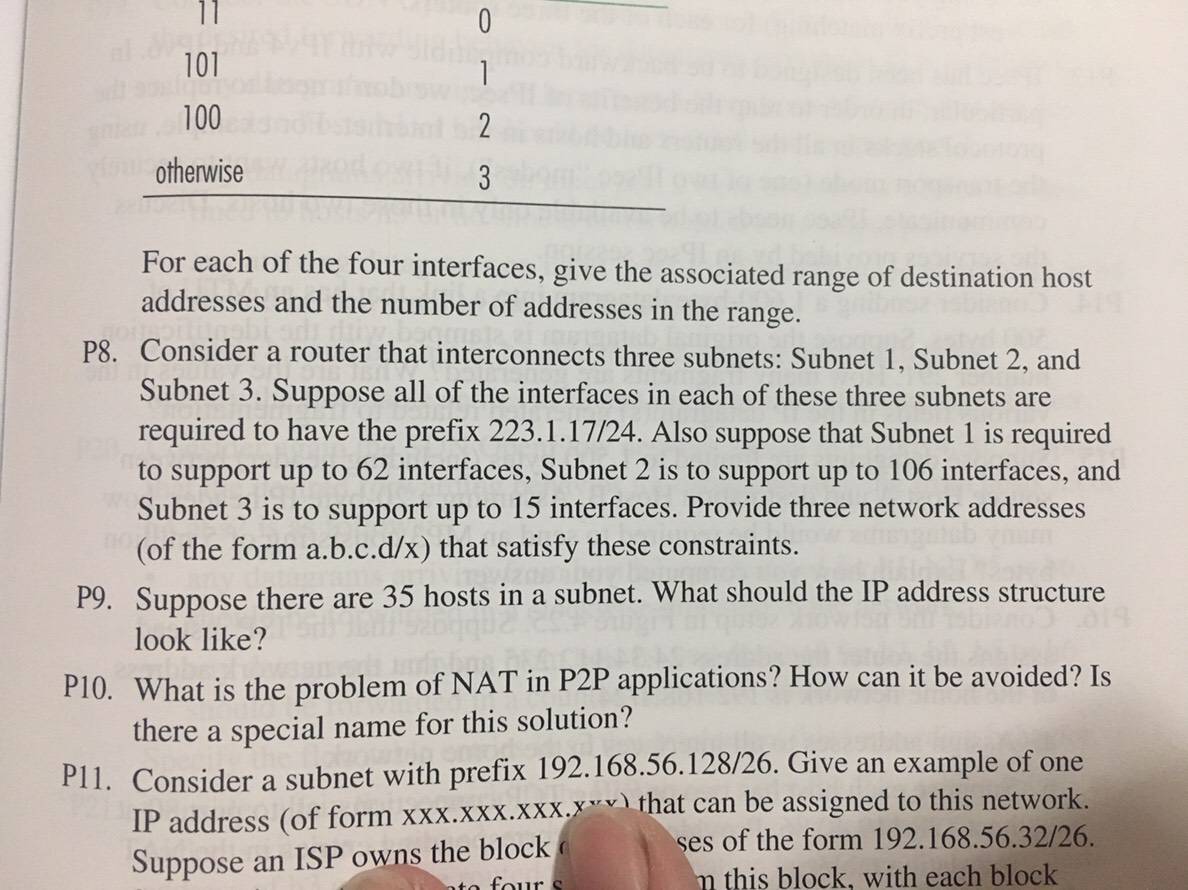 11 0
101 1
100 2
otherwise 3
For each of the four interfaces, give the associated range of destination host
addresses and the number of addresses in the range.
P8. Consider a router that interconnects three subnets: Subnet 1, Subnet 2, and
Subnet 3. Suppose all of the interfaces in each of these three subnets are
required to have the prefix 223.1.17/24. Also suppose that Subnet 1 is required
to support up to 62 interfaces, Subnet 2 is to support up to 106 interfaces, and
Subnet 3 is to support up to 15 interfaces. Provide three network addresses
(of the form a.b.c.d/x) that satisfy these constraints.
P9. Suppose there are 35 hosts in a subnet. What should the IP address structure
look like?
P10. What is the problem of NAT in P2P applications? How can it be avoided? Is
there a special name for this solution?
P11. Consider a subnet with prefix 192.168.56.128/26. Give an example of one
IP address (of form xxx.xxx.xxx.xxx) that can be assigned to this network.
Suppose an ISP owns the block of the form 192.168.56.32/26.
four this block, with each block